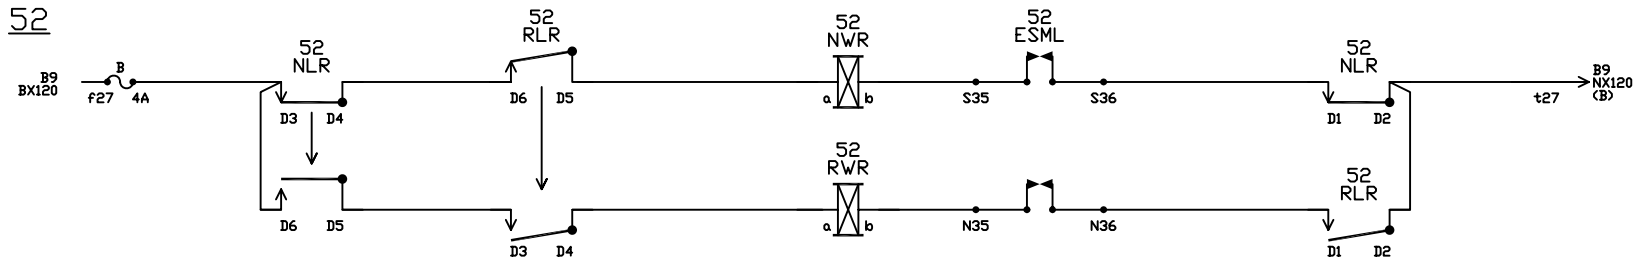 52
B9
BX120
f27
B
4A
52
NLR
D3 D4
D6 D5
52
RLR
D6 D5
D3 D4
52
NWR
a b
52
RWR
a b
52
ESML
S35 S36
N35 N36
52
NLR
D1 D2
52
RLR
D1 D2
t27
B9
NX120
(B)